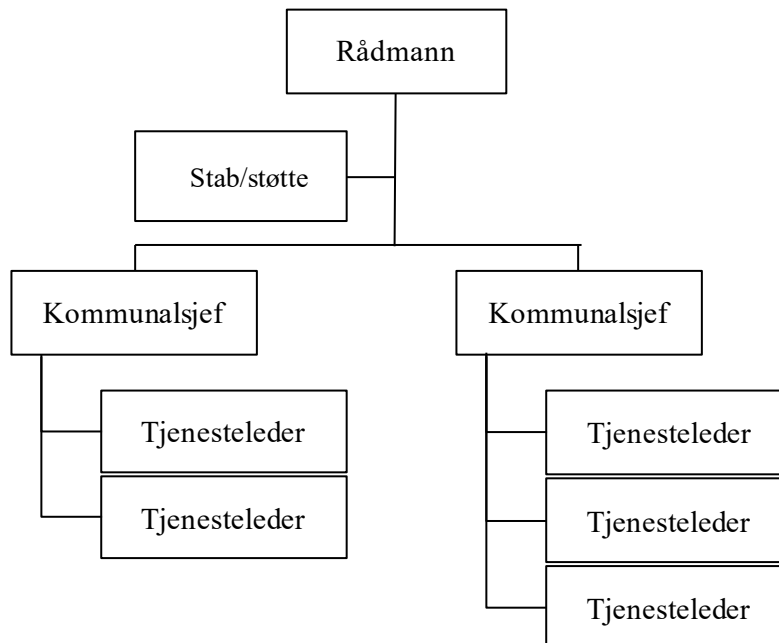 Rådmann
Stab/støtte
Kommunalsjef
Kommunalsjef
Tjenesteleder
Tjenesteleder
Tjenesteleder
Tjenesteleder
Tjenesteleder